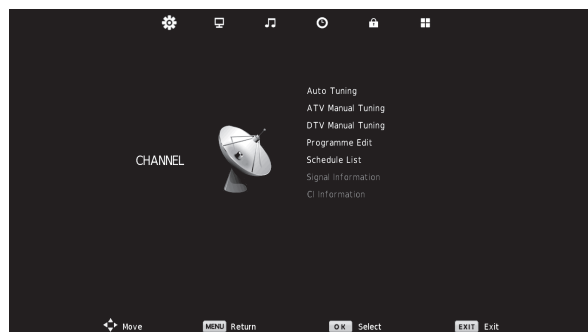 Auto Tuning
ATV Manual Tuning
DTV Manual Tuning
Programme Edit
CHANNEL
Schedule List
Signal Information
CI Information
Move MENU Return OK Select EXIT Exit